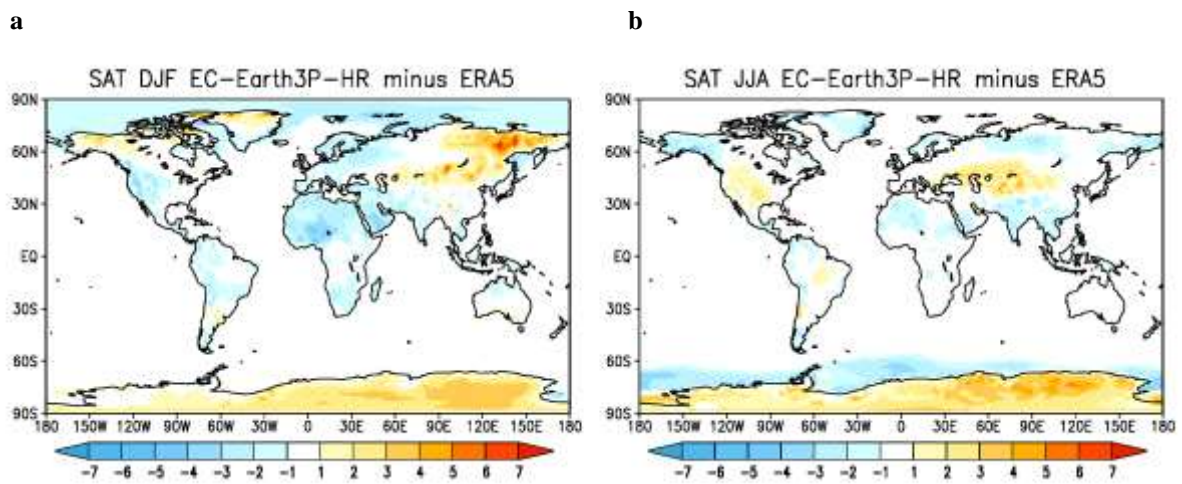 a
b
SAT DJF EC-Earth3P-HR minus ERA5
SAT JJA EC-Earth3P-HR minus ERA5
90N
60N
30N
EQ
30S
60S
90S
180 150W 120W 90W 60W 30W 0 30E 60E 90E 120E 150E 180
-7 -6 -5 -4 -3 -2 -1 1 2 3 4 5 6 7
90N
60N
30N
EQ
30S
60S
90S
180 150W 120W 90W 60W 30W 0 30E 60E 90E 120E 150E 180
-7 -6 -5 -4 -3 -2 -1 1 2 3 4 5 6 7